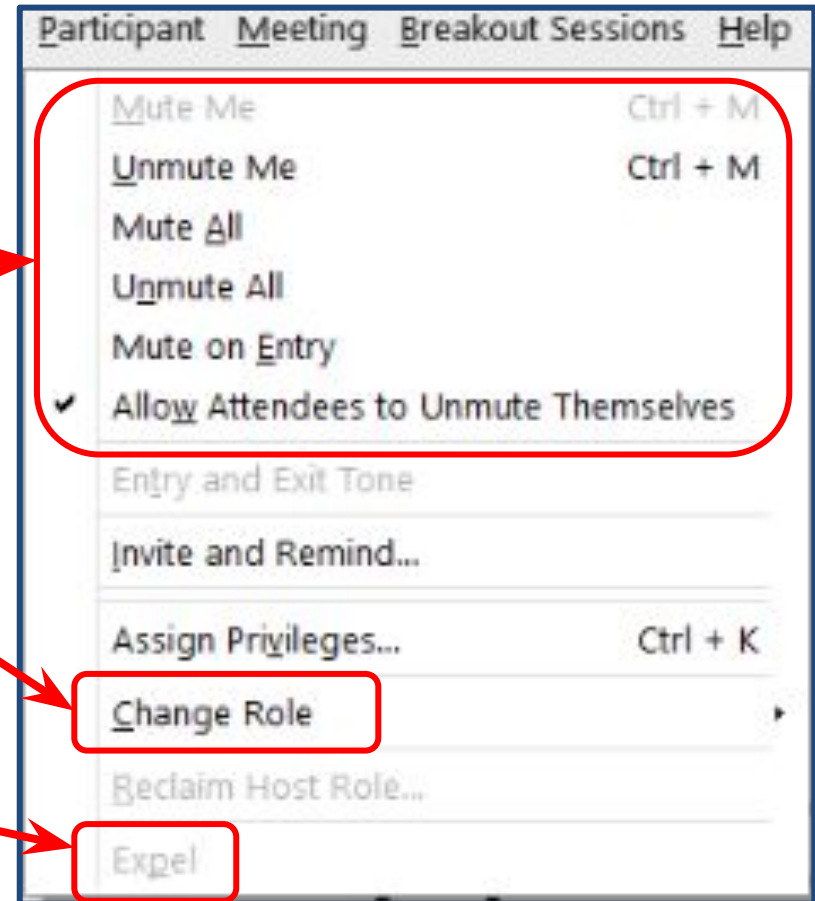 Participant Meeting Breakout Sessions Help
Mute Me Ctrl + M
Unmute Me Ctrl + M
Mute All
Unmute All
Mute on Entry
✔ Allow Attendees to Unmute Themselves
Entry and Exit Tone
Invite and Remind...
Assign Privileges... Ctrl + K
Change Role
Reclaim Host Role...
Expel